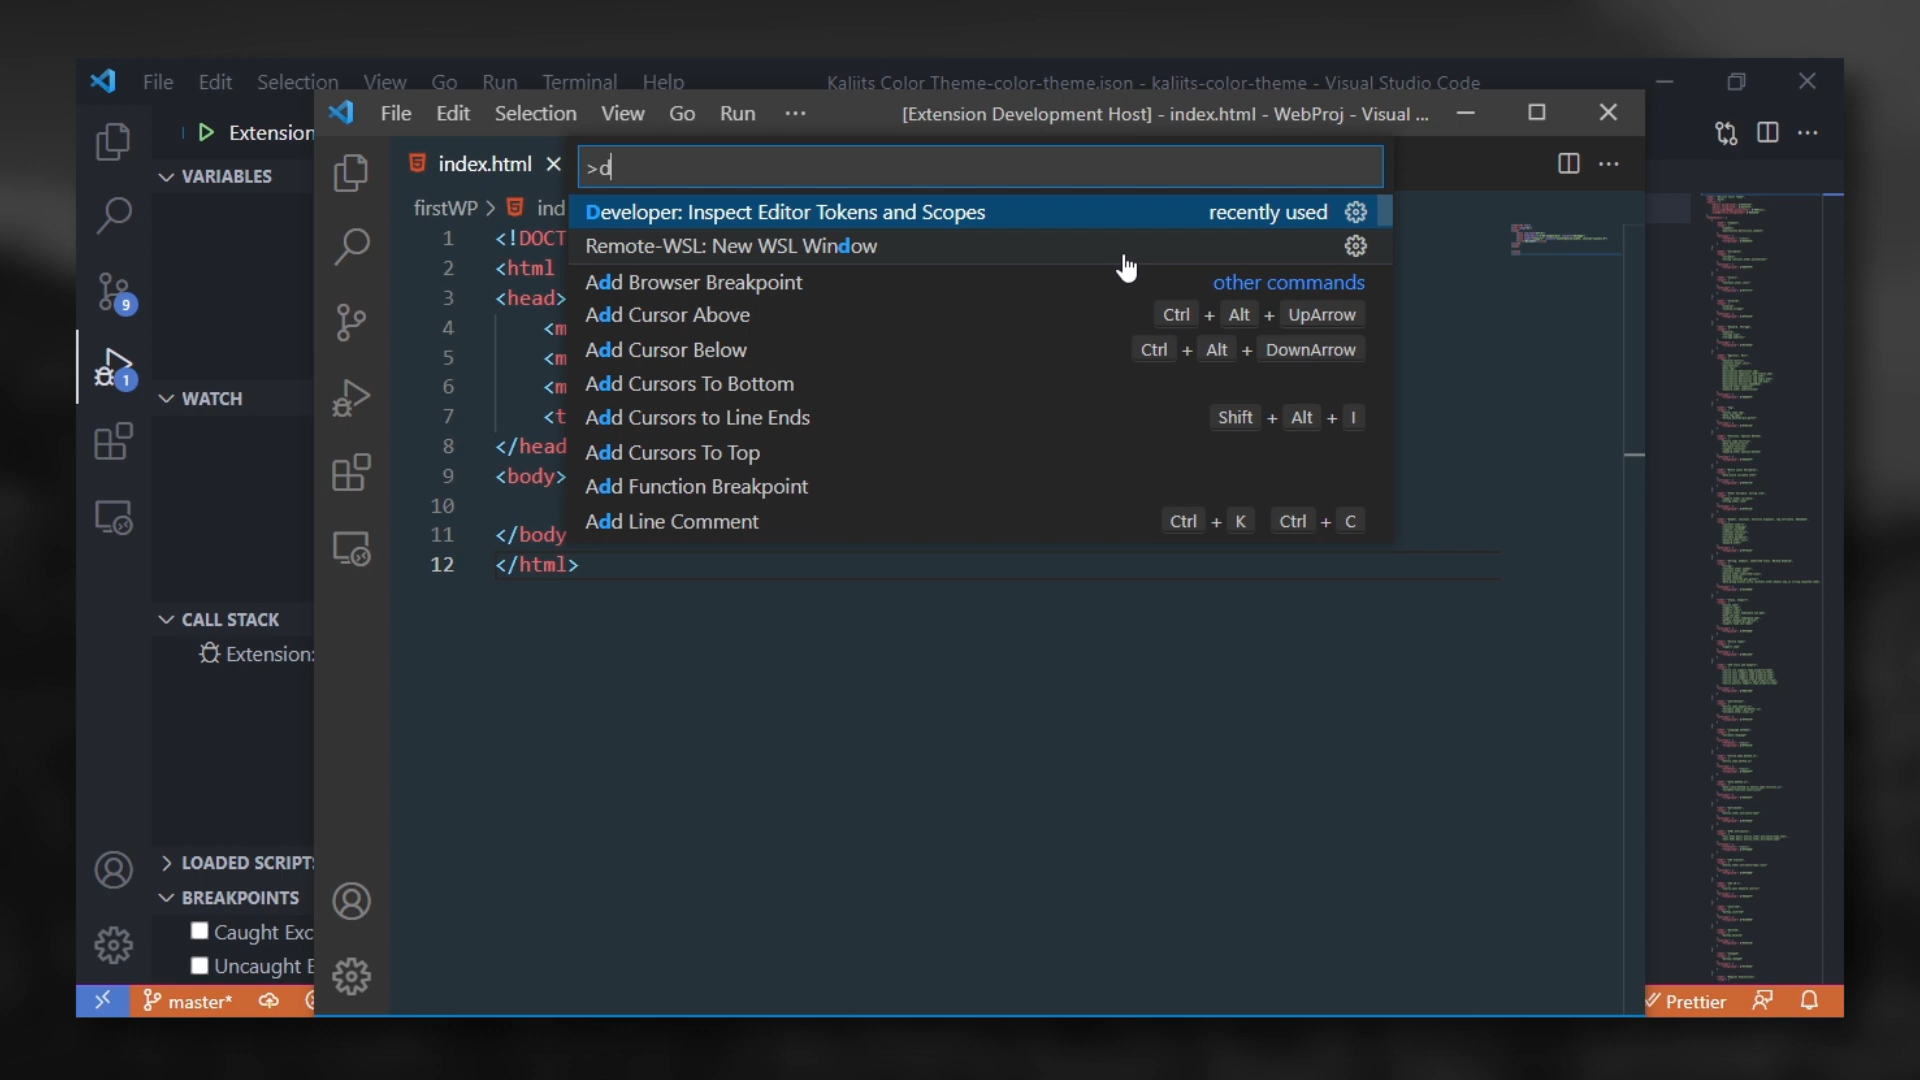 File Edit Selection View Go Run Terminal Help Kaliits Color Theme-color-theme.json - kaliits-color-theme - Visual Studio Code
File Edit Selection View Go Run ··· [Extension Development Host] - index.html - WebProj - Visual ...
Extension
VARIABLES
9
1
WATCH
CALL STACK
Extension:
LOADED SCRIPT
BREAKPOINTS
Caught Exc
Uncaught E
master*
index.html
firstWP > ind
>d
Developer: Inspect Editor Tokens and Scopes recently used
Remote-WSL: New WSL Window
Add Browser Breakpoint other commands
Add Cursor Above Ctrl + Alt + UpArrow
Add Cursor Below Ctrl + Alt + DownArrow
Add Cursors To Bottom
Add Cursors to Line Ends Shift + Alt + I
Add Cursors To Top
Add Function Breakpoint
Add Line Comment Ctrl + K Ctrl + C
1 <!DOCT
2 <html
3 <head>
4 <m
5 <m
6 <m
7 <t
8 </head
9 <body>
10
11 </body
12 </html>
Prettier